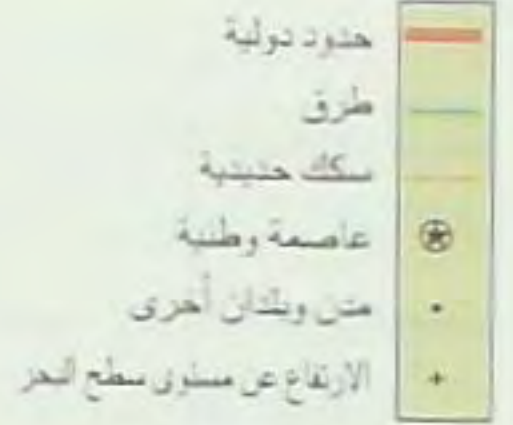 حدود دولية
طرق
سكك حديدية
عاصمة وطنية
مدن وبلدان أخرى
الارتفاع عن مستوى سطح البحر